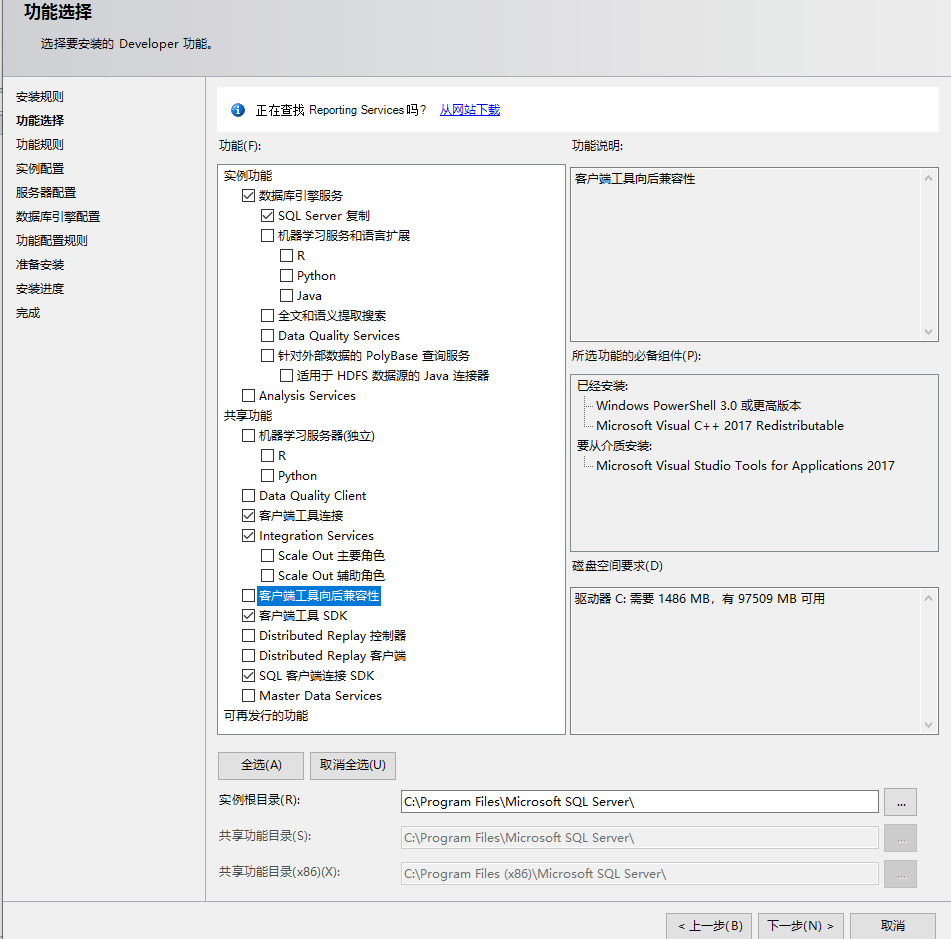 功能选择
选择要安装的 Developer 功能。
安装规则
功能选择
功能规则
实例配置
服务器配置
数据库引擎配置
功能配置规则
准备安装
安装进度
完成
正在查找 Reporting Services 吗? 从网站下载
功能(F):
实例功能
数据库引擎服务
SQL Server 复制
机器学习服务和语言扩展
R
Python
Java
全文和语义提取搜索
Data Quality Services
针对外部数据的 PolyBase 查询服务
适用于 HDFS 数据源的 Java 连接器
Analysis Services
共享功能
机器学习服务器(独立)
R
Python
Data Quality Client
客户端工具连接
Integration Services
Scale Out 主要角色
Scale Out 辅助角色
客户端工具向后兼容性
客户端工具 SDK
Distributed Replay 控制器
Distributed Replay 客户端
SQL 客户端连接 SDK
Master Data Services
可再发行的功能
功能说明:
客户端工具向后兼容性
所选功能的必备组件(P):
已经安装:
Windows PowerShell 3.0 或更高版本
Microsoft Visual C++ 2017 Redistributable
要从介质安装:
Microsoft Visual Studio Tools for Applications 2017
磁盘空间要求(D)
驱动器 C: 需要 1486 MB，有 97509 MB 可用
全选(A)
取消全选(U)
实例根目录(R): C:\Program Files\Microsoft SQL Server\ ...
共享功能目录(S): C:\Program Files\Microsoft SQL Server\ ...
共享功能目录(x86)(X): C:\Program Files (x86)\Microsoft SQL Server\ ...
< 上一步(B)
下一步(N) >
取消